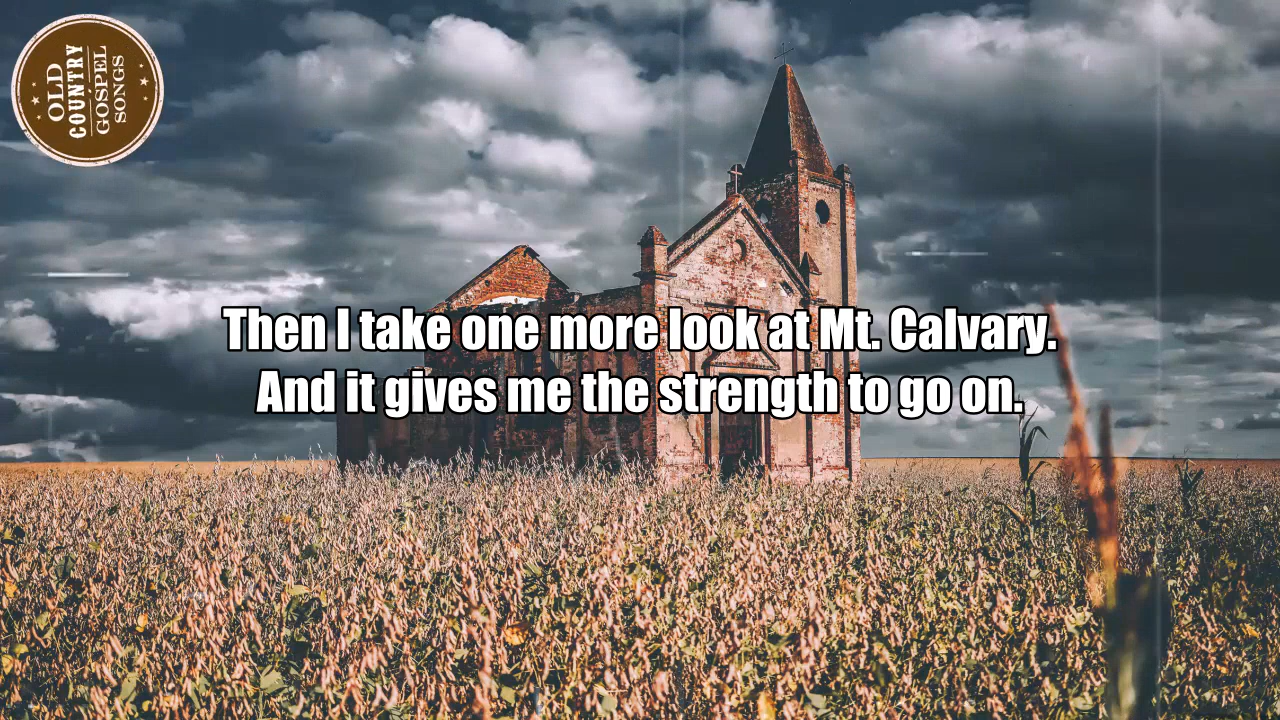 OLD
COUNTRY
GOSPEL
SONGS
Then I take one more look at Mt. Calvary.
And it gives me the strength to go on.